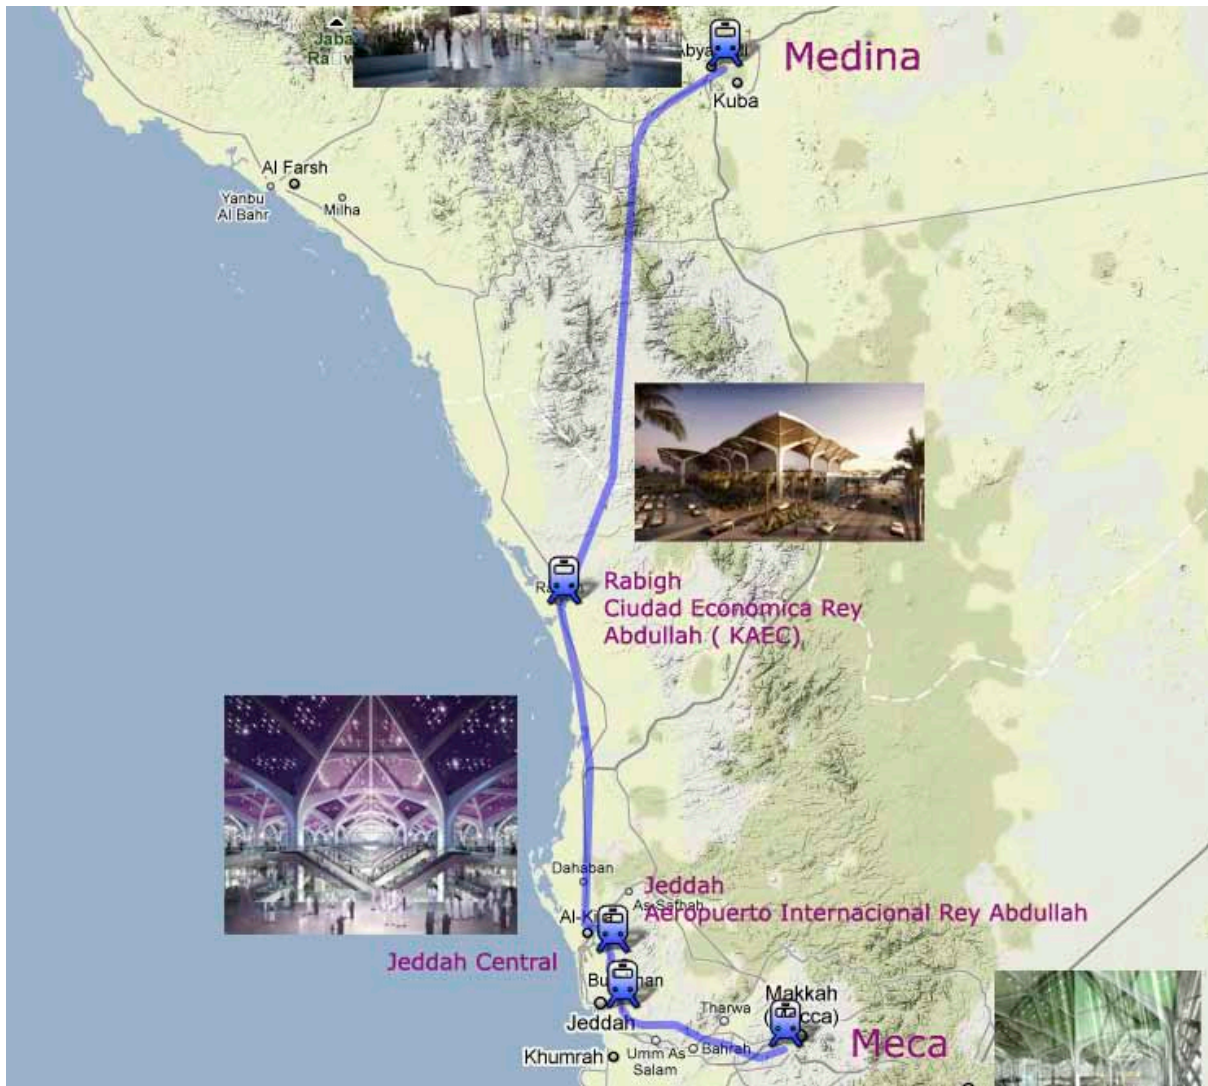 Medina
Kuba
Al Farsh
Yanbu
Al Bahr
Milha
Rabigh
Ciudad Económica Rey
Abdullah ( KAEC)
Dahaban
Jeddah
Aeropuerto Internacional Rey Abdullah
Jeddah Central
Jeddah
Makkah
Tharwa
Meca
Khumrah
Umm As
Salam
Bahrah